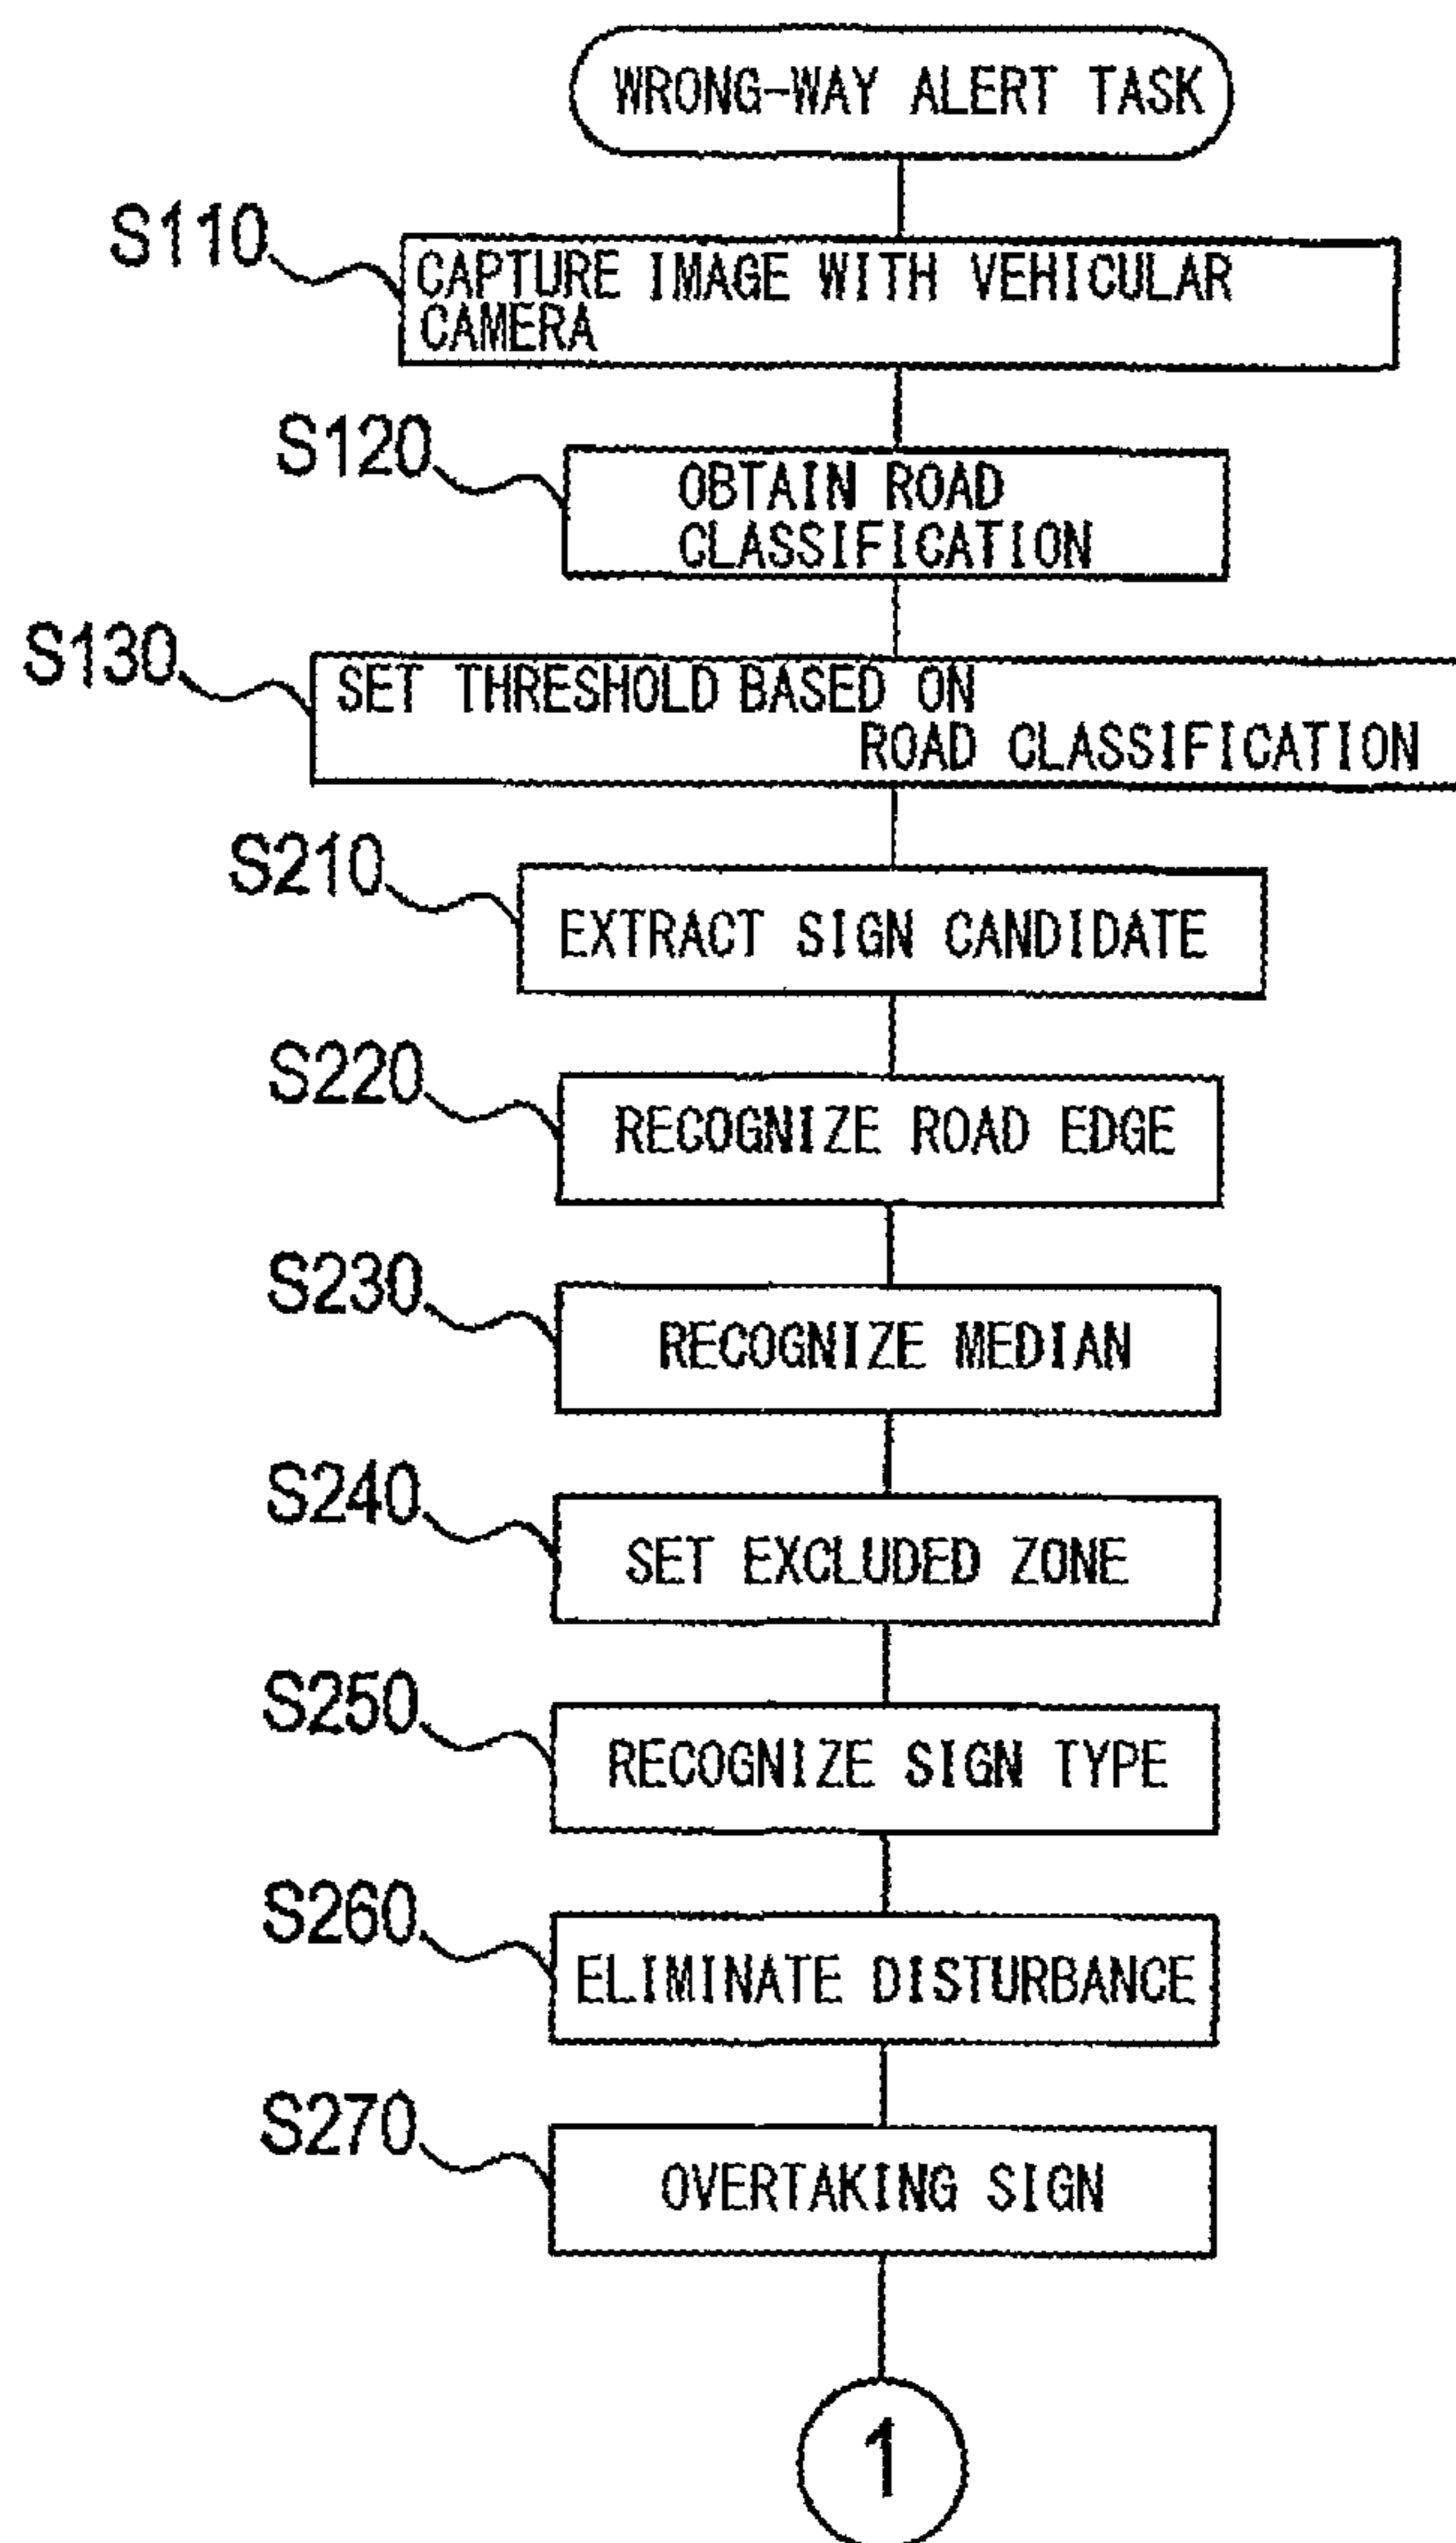 WRONG-WAY ALERT TASK
S110
CAPTURE IMAGE WITH VEHICULAR
CAMERA
S120
OBTAIN ROAD
CLASSIFICATION
S130
SET THRESHOLD BASED ON
ROAD CLASSIFICATION
S210
EXTRACT SIGN CANDIDATE
S220
RECOGNIZE ROAD EDGE
S230
RECOGNIZE MEDIAN
S240
SET EXCLUDED ZONE
S250
RECOGNIZE SIGN TYPE
S260
ELIMINATE DISTURBANCE
S270
OVERTAKING SIGN
1